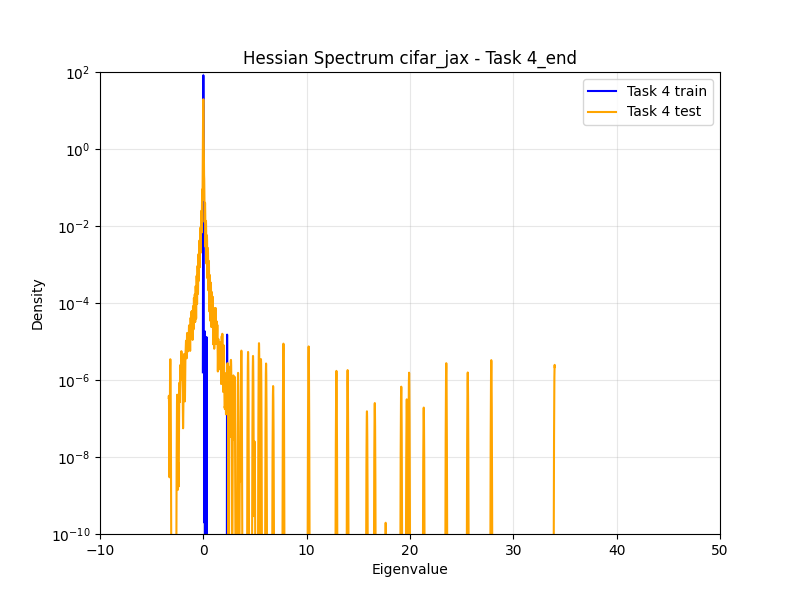 Hessian Spectrum cifar_jax - Task 4_end
Task 4 train
Task 4 test
10^2
10^0
10^-2
10^-4
10^-6
10^-8
10^-10
Density
-10 0 10 20 30 40 50
Eigenvalue